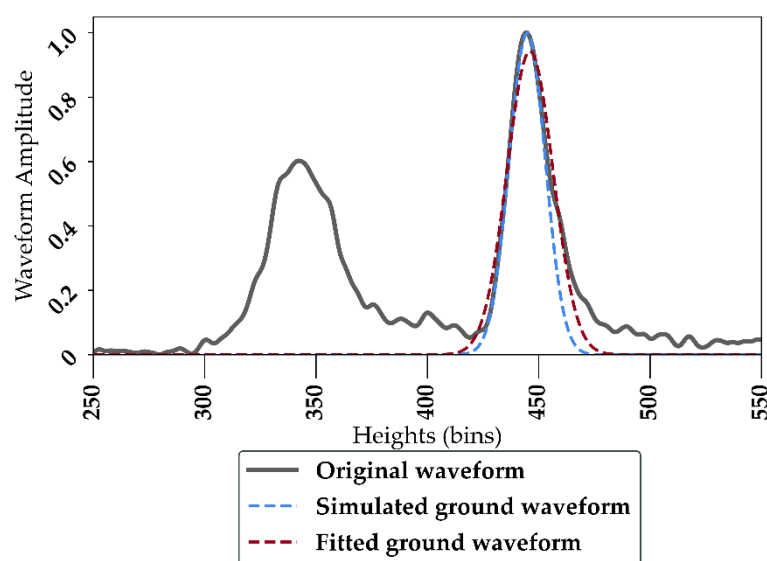 Waveform Amplitude
1.0
0.8
0.6
0.4
0.2
0
250
300
350
400
450
500
550
Heights (bins)
Original waveform
Simulated ground waveform
Fitted ground waveform